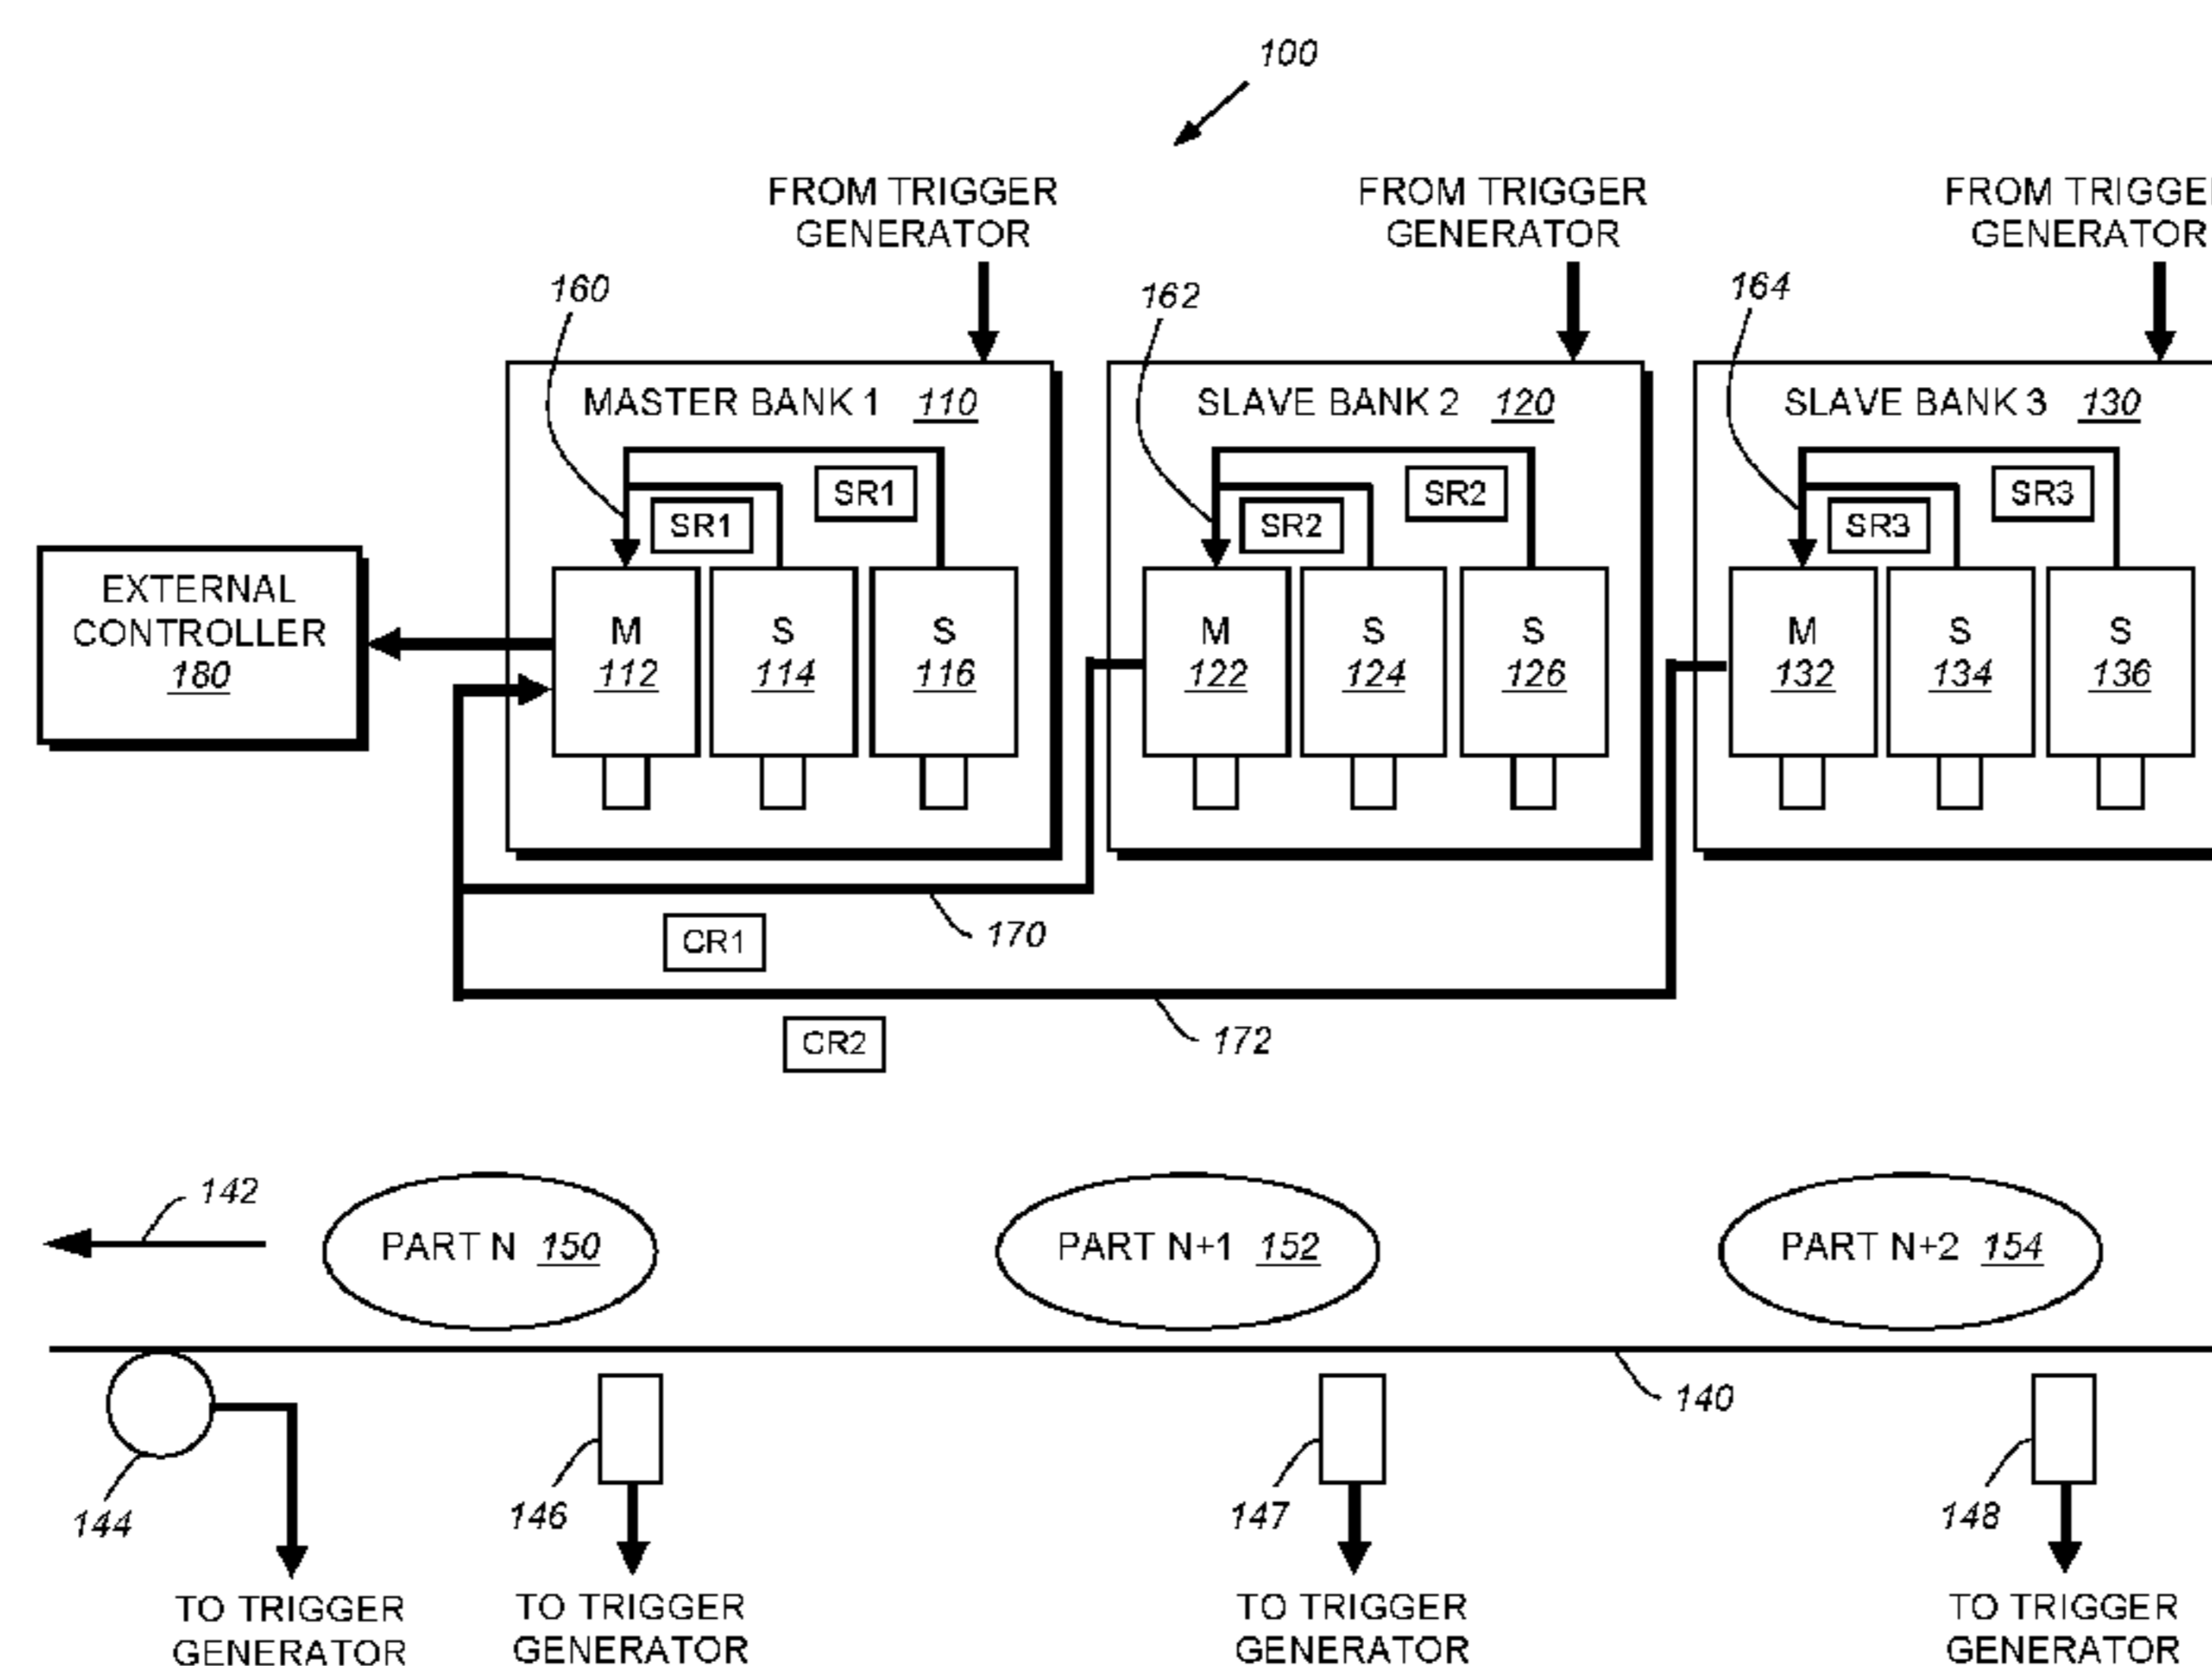 100
FROM TRIGGER
GENERATOR
FROM TRIGGER
GENERATOR
FROM TRIGGE
GENERATOR
160
162
164
MASTER BANK 1 110
SLAVE BANK 2 120
SLAVE BANK 3 130
SR1
SR1
SR2
SR2
SR3
SR3
EXTERNAL
CONTROLLER
180
M
112
S
114
S
116
M
122
S
124
S
126
M
132
S
134
S
136
CR1
170
CR2
172
142
PART N 150
PART N+1 152
PART N+2 154
140
144
146
147
148
TO TRIGGER
GENERATOR
TO TRIGGER
GENERATOR
TO TRIGGER
GENERATOR
TO TRIGGER
GENERATOR